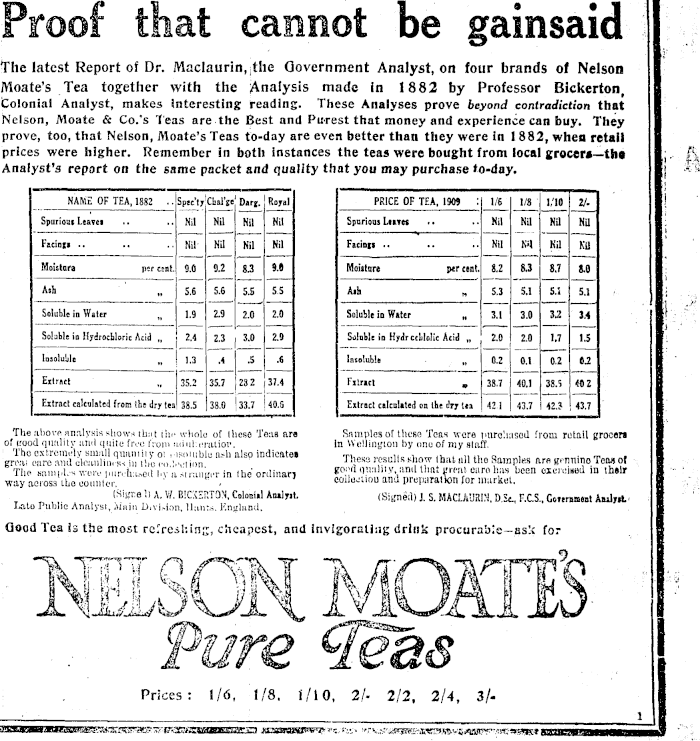 Proof that cannot be gainsaid
The latest Report of Dr. Maclaurin, the Government Analyst, on four brands of Nelson
Moate's Tea together with the Analysis made in 1882 by Professor Bickerton,
Colonial Analyst, makes interesting reading. These Analyses prove beyond contradiction that
Nelson, Moate & Co.'s Teas are the Best and Purest that money and experience can buy. They
prove, too, that Nelson, Moate's Teas to-day are even better than they were in 1882, when retail
prices were higher. Remember in both instances the teas were bought from local grocers—the
Analyst's report on the same packet and quality that you may purchase to-day.
NAME OF TEA, 1882 .. Spec'ty Chal'ge Darg. Royal
Spurious Leaves .. .. Nil Nil Nil Nil
Facings .. .. .. Nil Nil Nil Nil
Moisture per cent. 9.0 9.2 8.3 9.0
Ash „ 5.6 5.6 5.5 5.5
Soluble in Water „ 1.9 2.9 2.0 2.0
Soluble in Hydrochloric Acid „ 2.4 2.3 3.0 2.9
Insoluble „ 1.3 .4 .5 .6
Extract „ 35.2 35.7 28 2 37.4
Extract calculated from the dry tea 38.5 38.0 33.7 40.6
The above analysis shows that the whole of these Teas are
of good quality and quite free from adulteration.
The extremely small quantity of insoluble ash also indicates
great care and cleanliness in the collection.
The samples were purchased by a stranger in the ordinary
way across the counter.
(Signed) A. W. BICKERTON, Colonial Analyst.
Late Public Analyst, Main Division, Hants, England.
PRICE OF TEA, 1909 : 1/6 1/8 1/10 2/-
Spurious Leaves .. .. Nil Nil Nil Nil
Facings .. .. .. Nil Nil Nil Nil
Moisture per cent. 8.2 8.3 8.7 8.0
Ash „ 5.3 5.1 5.1 5.1
Soluble in Water „ 3.1 3.0 3.2 3.4
Soluble in Hydrochloric Acid „ 2.0 2.0 1.7 1.5
Insoluble „ 0.2 0.1 0.2 0.2
Extract „ 38.7 40.1 38.5 40 2
Extract calculated on the dry tea 42 1 43.7 42.3 43.7
Samples of these Teas were purchased from retail grocers
in Wellington by one of my staff.
These results show that all the Samples are genuine Teas of
good quality, and that great care has been exercised in their
collection and preparation for market.
(Signed) J. S. MACLAURIN, D.Sc., F.C.S., Government Analyst.
Good Tea is the most refreshing, cheapest, and invigorating drink procurable—ask for
NELSON MOATE'S
Pure Teas
Prices : 1/6, 1/8, 1/10, 2/- 2/2, 2/4, 3/-
1
A